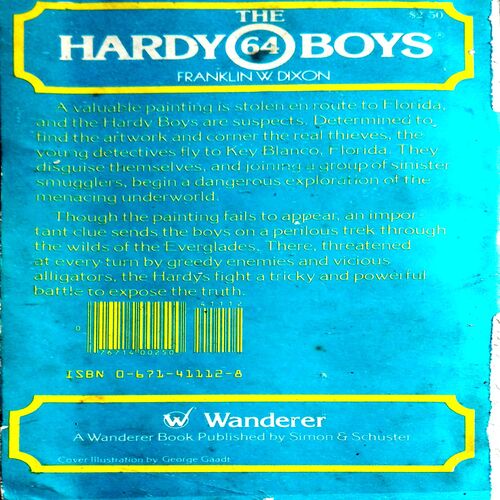 THE
$2.50
HARDY 64 BOYS®
FRANKLIN W. DIXON
A valuable painting is stolen en route to Florida,
and the Hardy Boys are suspects. Determined to
find the artwork and corner the real thieves, the
young detectives fly to Key Blanco, Florida. They
disguise themselves, and joining a group of sinister
smugglers, begin a dangerous exploration of the
menacing underworld.
Though the painting fails to appear, an impor-
tant clue sends the boys on a perilous trek through
the wilds of the Everglades. There, threatened
at every turn by greedy enemies and vicious
alligators, the Hardys fight a tricky and powerful
battle to expose the truth.
41112
0
76714 00250
ISBN 0-671-41112-8
W Wanderer
A Wanderer Book Published by Simon & Schuster
Cover Illustration by George Gaadt